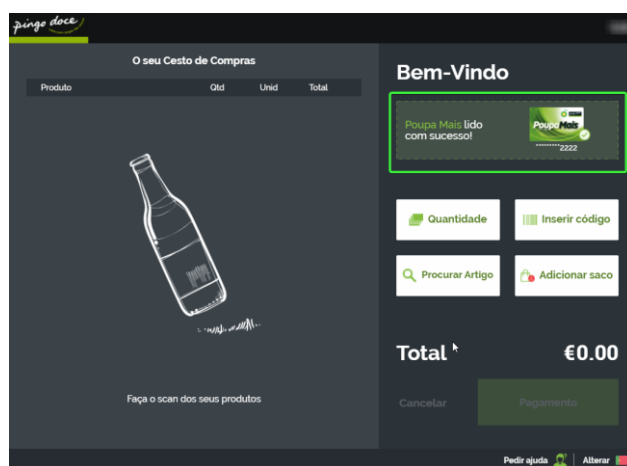 pingo doce
O seu Cesto de Compras
Produto Qtd Unid Total
Faça o scan dos seus produtos
Bem-Vindo
Poupa Mais lido
com sucesso!
Poupa Mais
*********2222
Quantidade
Inserir código
Procurar Artigo
Adicionar saco
Total €0.00
Cancelar
Pagamento
Pedir ajuda
Alterar